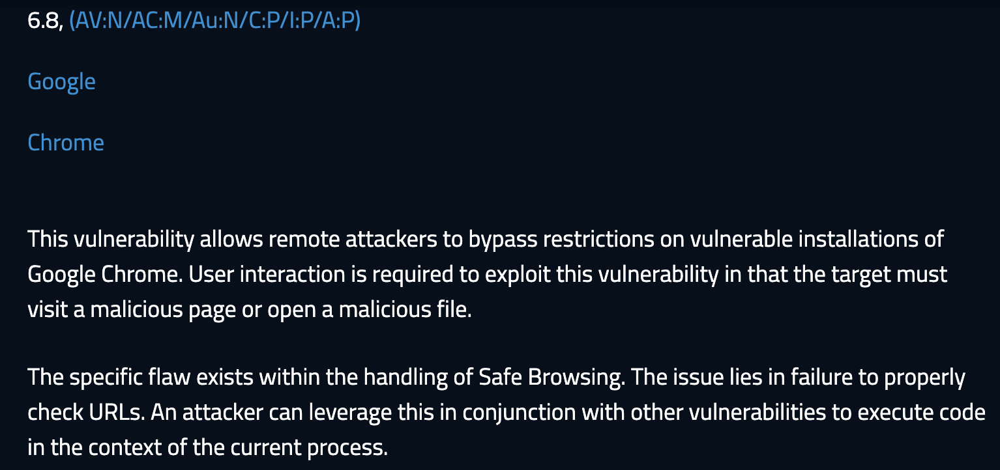 6.8, (AV:N/AC:M/Au:N/C:P/I:P/A:P)
Google
Chrome
This vulnerability allows remote attackers to bypass restrictions on vulnerable installations of
Google Chrome. User interaction is required to exploit this vulnerability in that the target must
visit a malicious page or open a malicious file.
The specific flaw exists within the handling of Safe Browsing. The issue lies in failure to properly
check URLs. An attacker can leverage this in conjunction with other vulnerabilities to execute code
in the context of the current process.